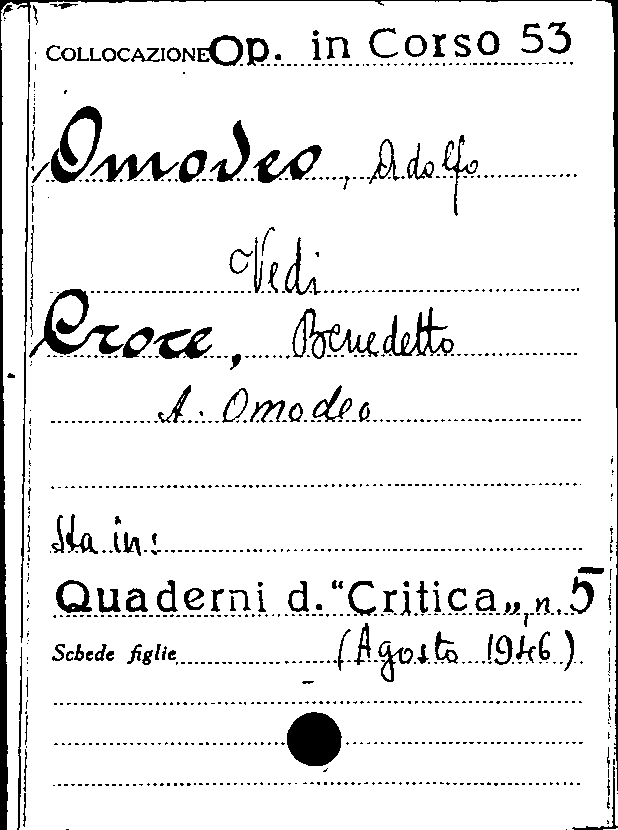 COLLOCAZIONE Op. in Corso 53
Omodeo, Adolfo
Vedi
Croce, Benedetto
A. Omodeo
Sta in:
Quaderni d. "Critica„, n. 5
Schede figlie (Agosto 1946)